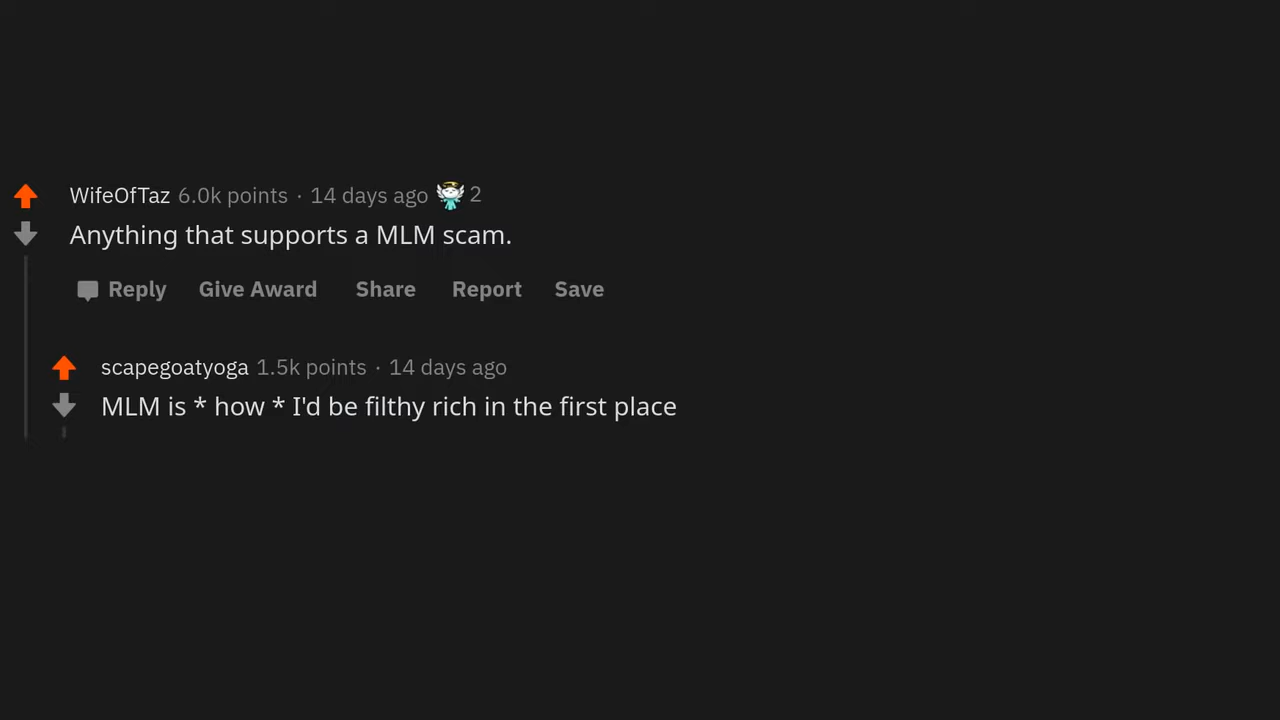 WifeOfTaz 6.0k points · 14 days ago 2
Anything that supports a MLM scam.
Reply Give Award Share Report Save
scapegoatyoga 1.5k points · 14 days ago
MLM is * how * I'd be filthy rich in the first place